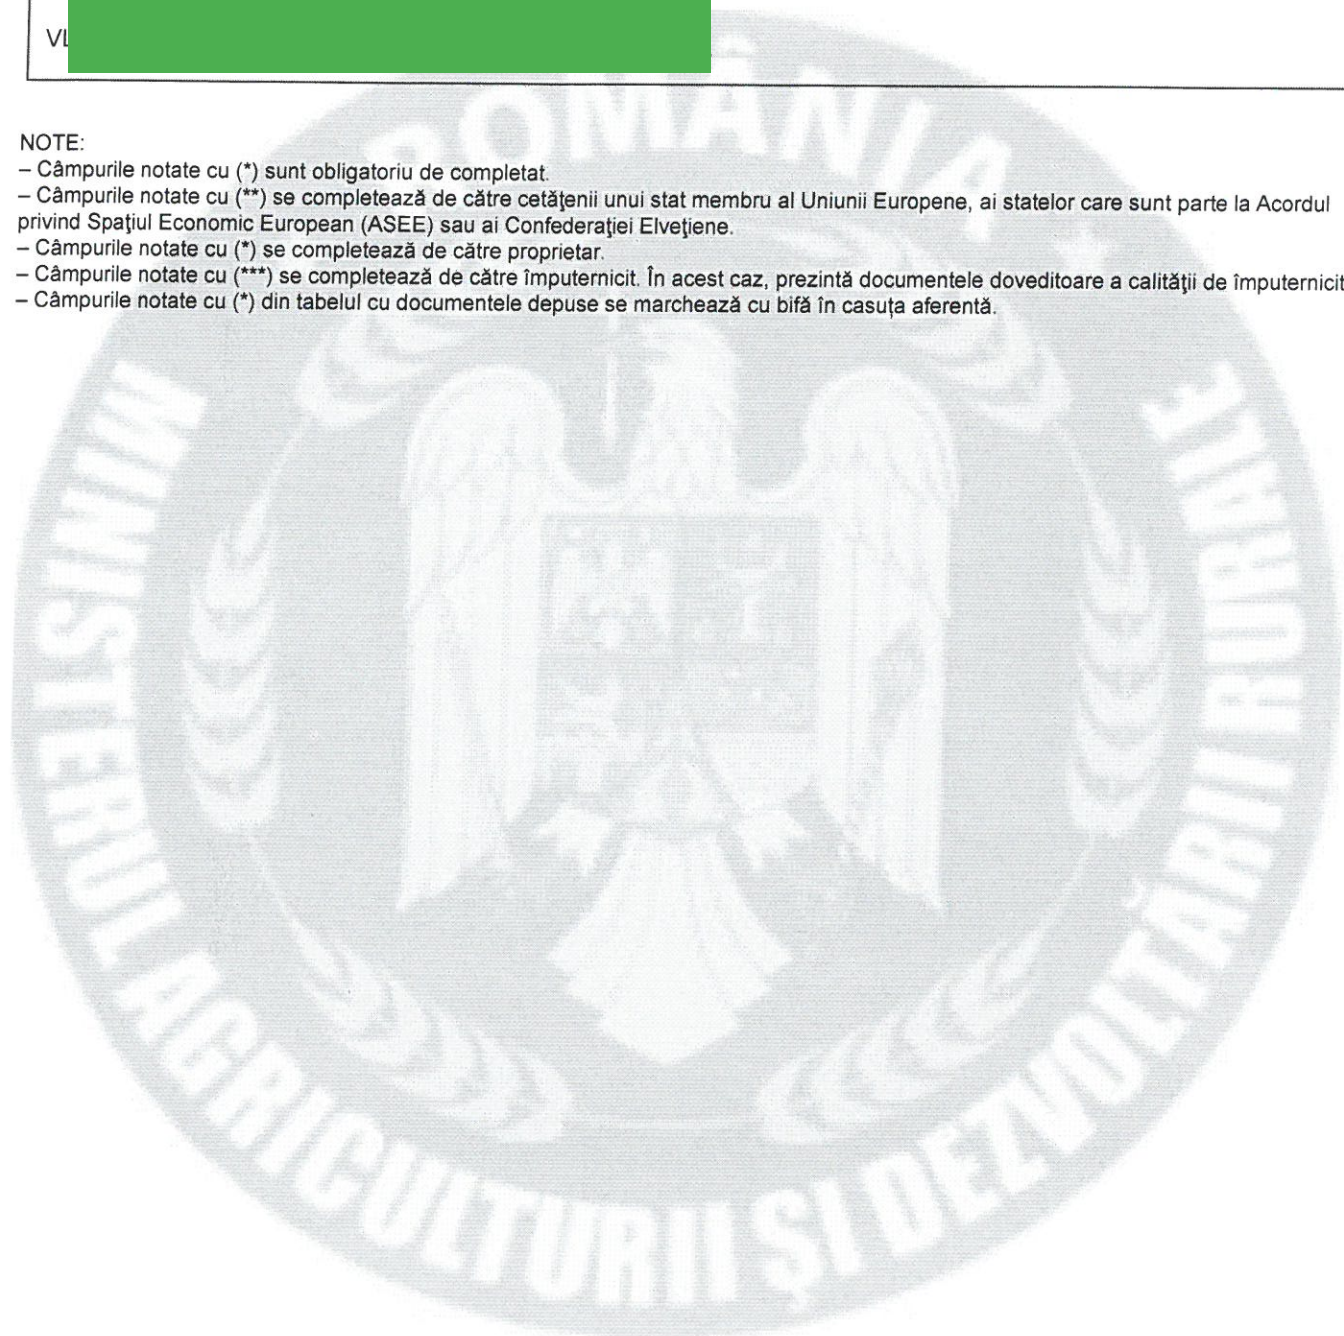 VL
NOTE:
– Câmpurile notate cu (*) sunt obligatoriu de completat.
– Câmpurile notate cu (**) se completează de către cetăţenii unui stat membru al Uniunii Europene, ai statelor care sunt parte la Acordul
privind Spaţiul Economic European (ASEE) sau ai Confederaţiei Elveţiene.
– Câmpurile notate cu (*) se completează de către proprietar.
– Câmpurile notate cu (***) se completează de către împuternicit. În acest caz, prezintă documentele doveditoare a calităţii de împuternicit
– Câmpurile notate cu (*) din tabelul cu documentele depuse se marchează cu bifă în casuţa aferentă.
ROMÂNIA
MINISTERUL AGRICULTURII ŞI DEZVOLTĂRII RURALE